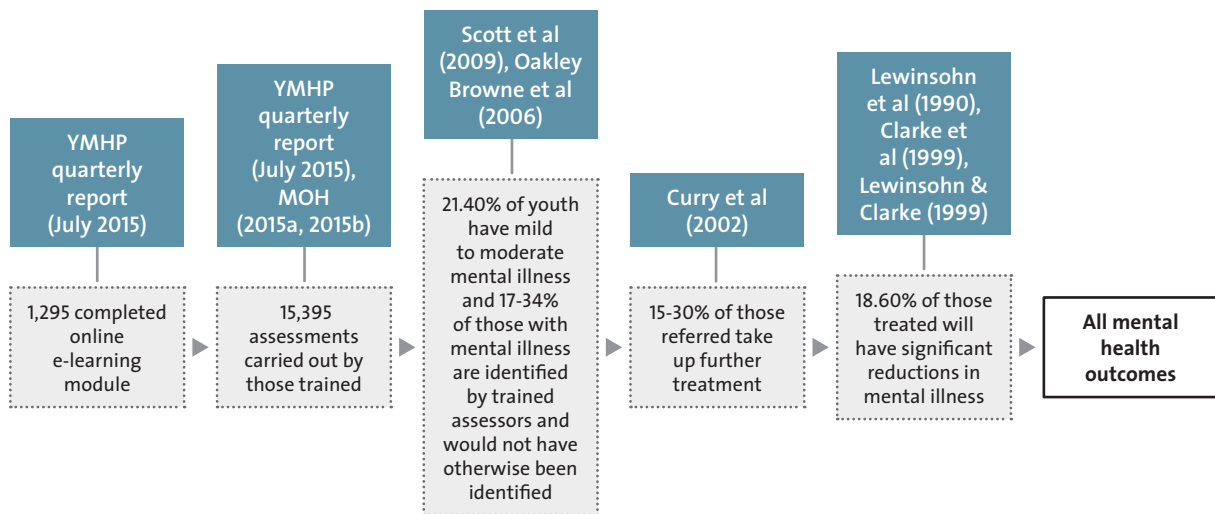 YMHP
quarterly
report
(July 2015)
1,295 completed
online
e-learning
module
YMHP
quarterly
report
(July 2015),
MOH
(2015a, 2015b)
15,395
assessments
carried out by
those trained
Scott et al
(2009), Oakley
Browne et al
(2006)
21.40% of youth
have mild
to moderate
mental illness
and 17-34%
of those with
mental illness
are identified
by trained
assessors and
would not have
otherwise been
identified
Curry et al
(2002)
15-30% of those
referred take
up further
treatment
Lewinsohn
et al (1990),
Clarke et
al (1999),
Lewinsohn &
Clarke (1999)
18.60% of those
treated will
have significant
reductions in
mental illness
All mental
health
outcomes